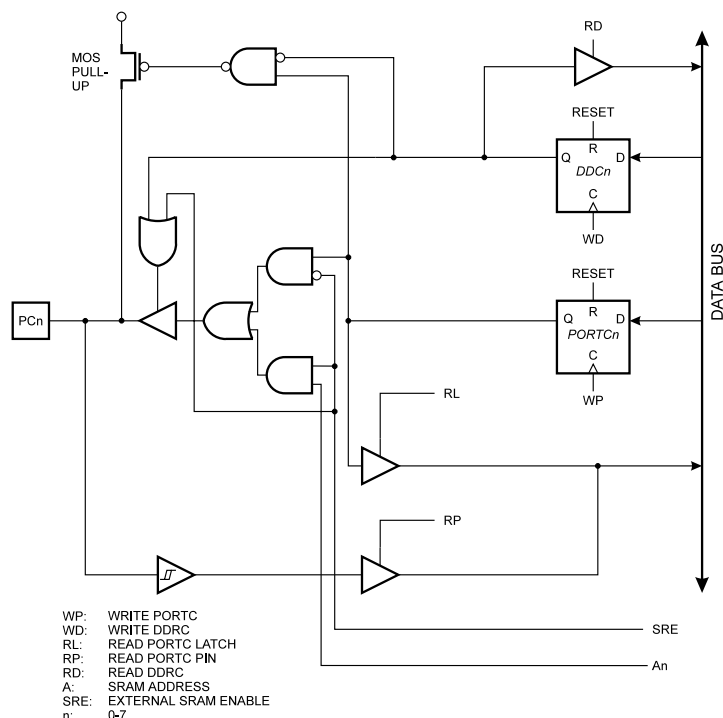 MOS
PULL-
UP
RD
RESET
R
Q
D
DDCn
C
WD
RESET
R
Q
D
PORTCn
C
WP
DATA BUS
PCn
RL
RP
SRE
An
WP: WRITE PORTC
WD: WRITE DDRC
RL: READ PORTC LATCH
RP: READ PORTC PIN
RD: READ DDRC
A: SRAM ADDRESS
SRE: EXTERNAL SRAM ENABLE
n: 0-7